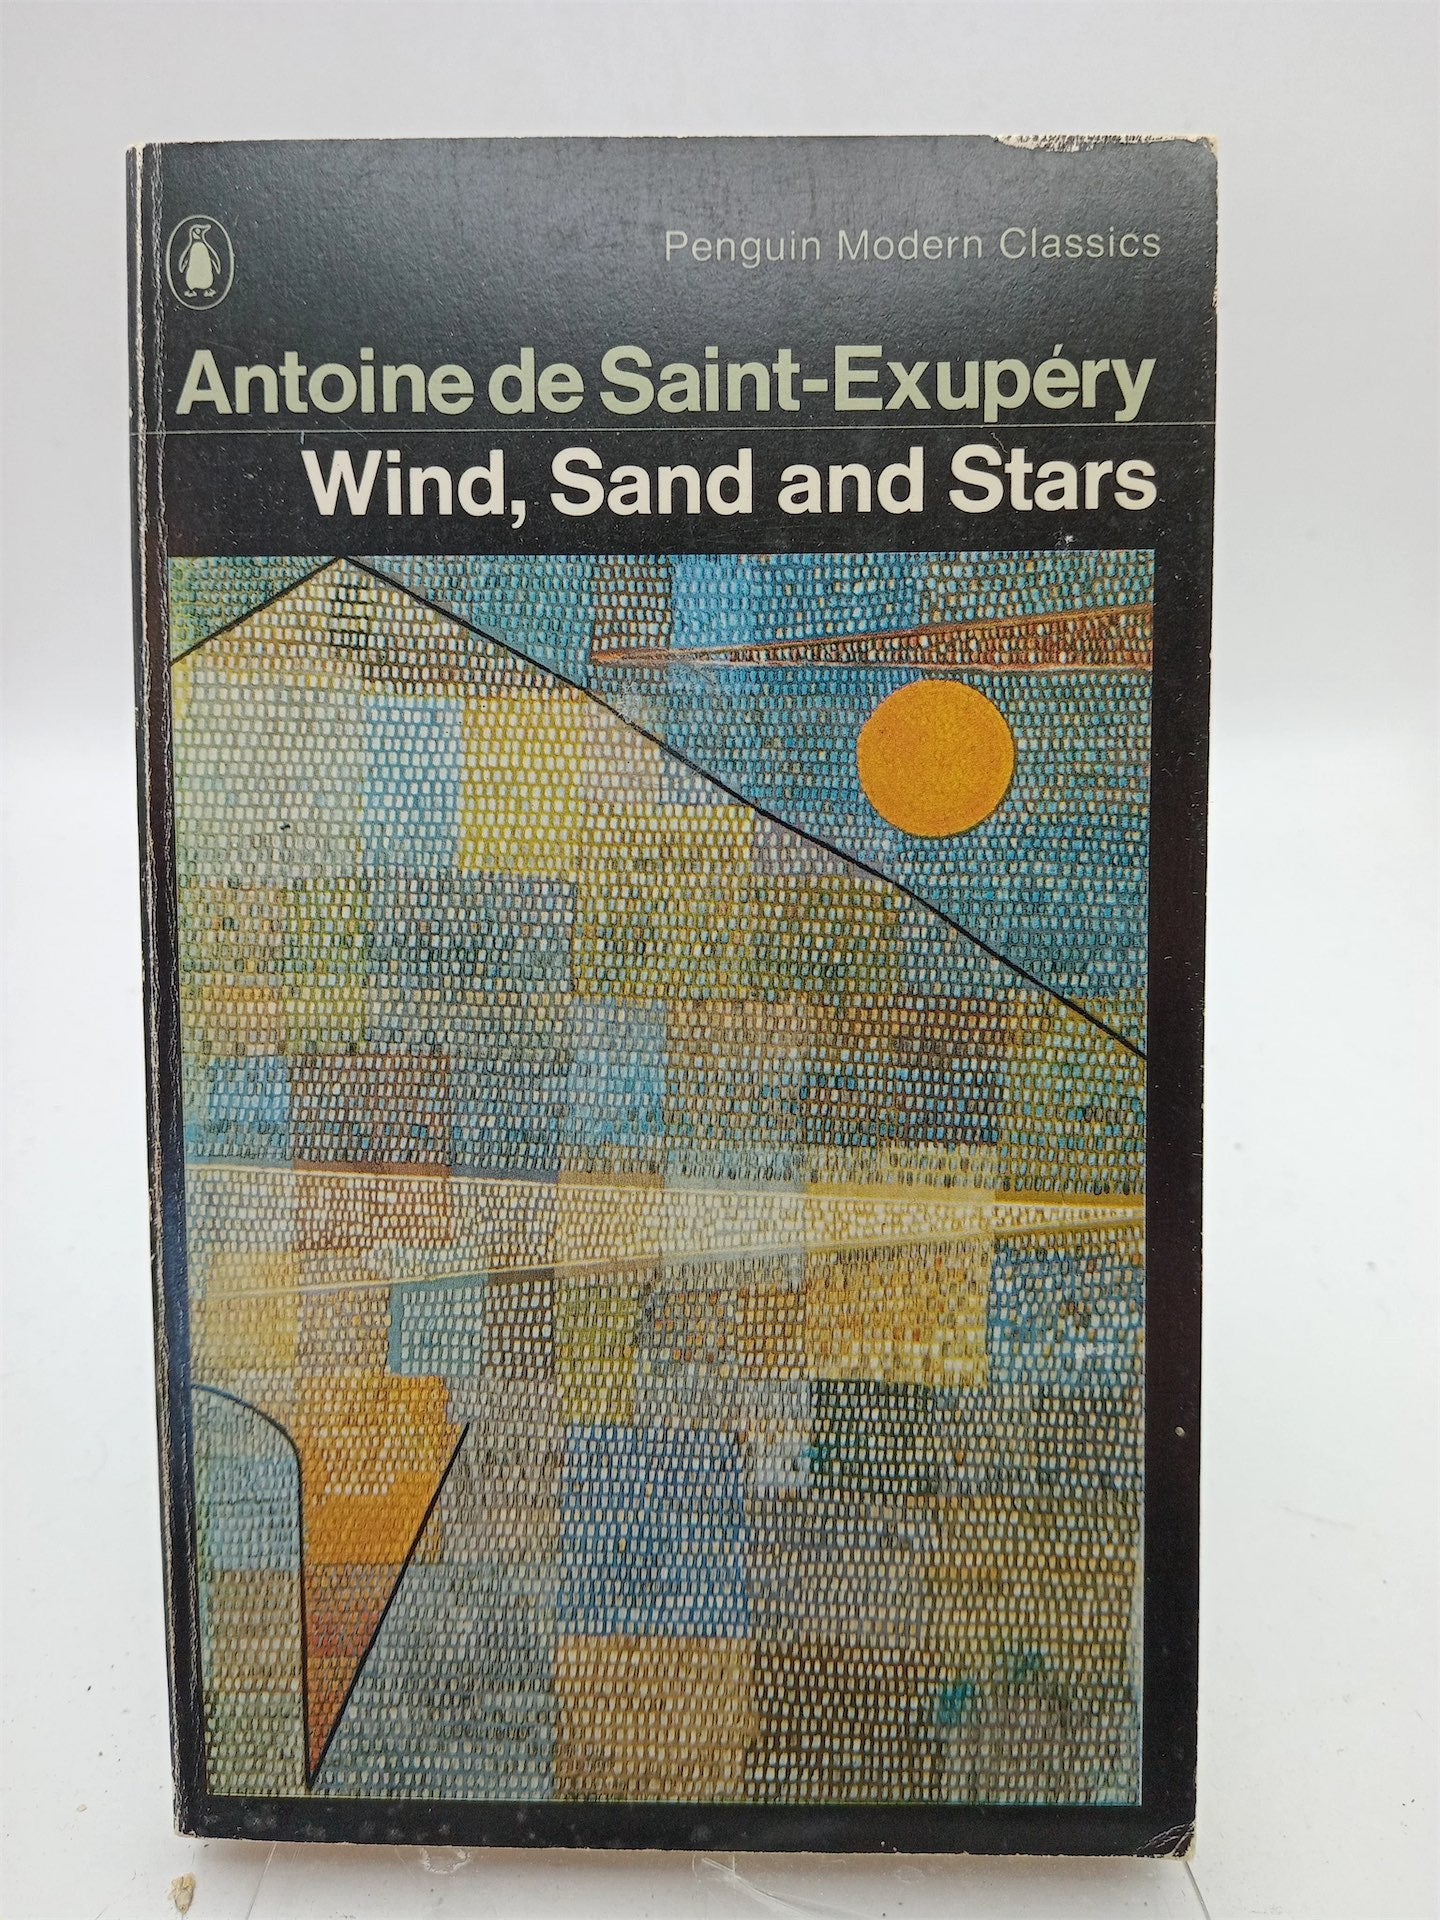 Penguin Modern Classics
Antoine de Saint-Exupéry
Wind, Sand and Stars